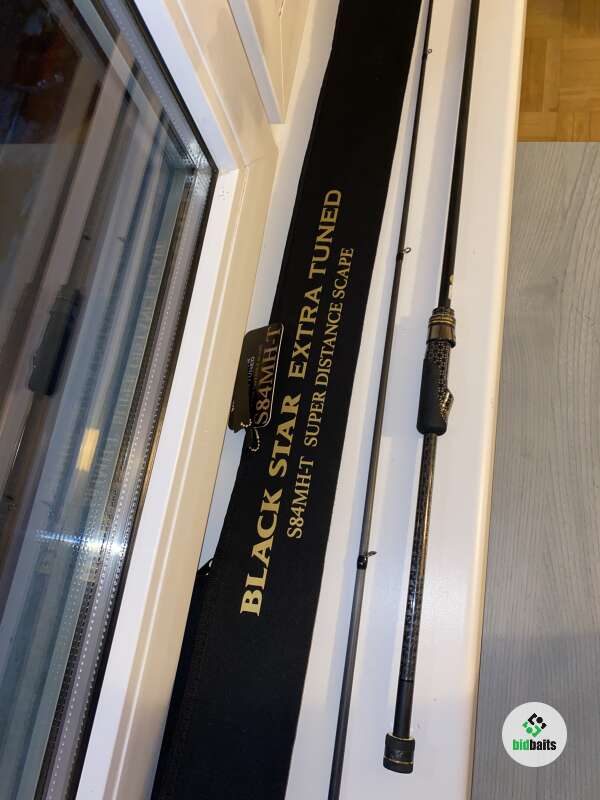 BLACK STAR EXTRA TUNED
S84MH-T SUPER DISTANCE SCAPE
S84MH-T
bidbaits